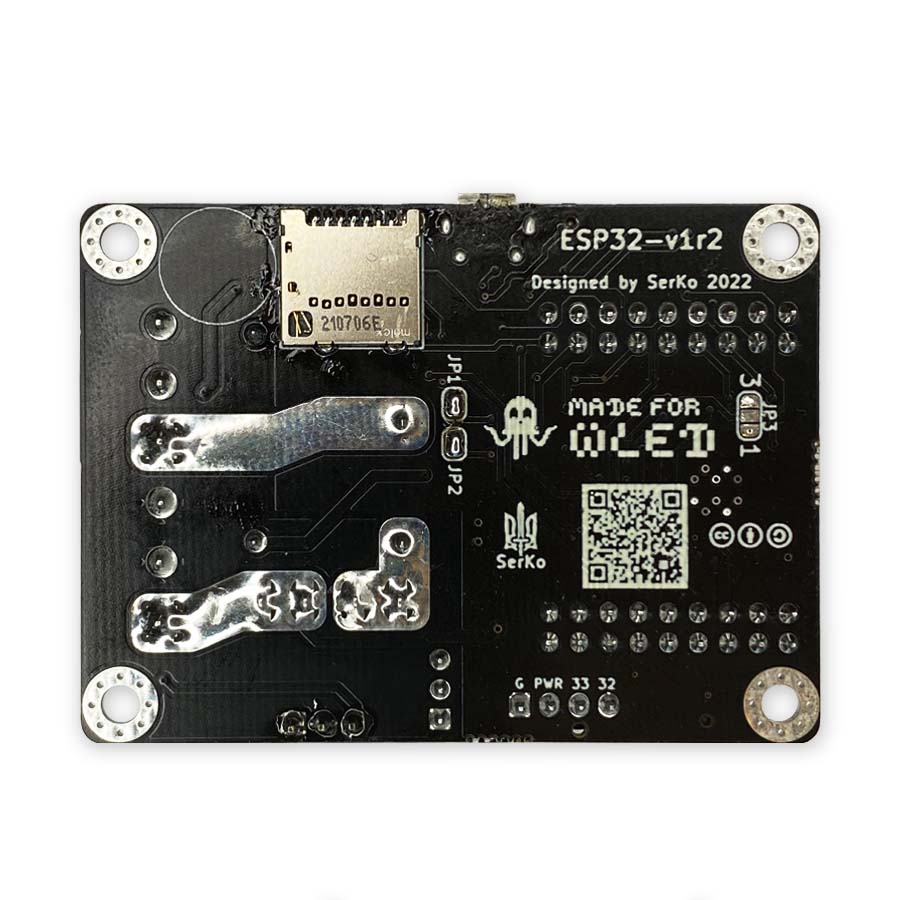 ESP32-v1r2
Designed by SerKo 2022
210706E
molex
JP1
JP2
MADE FOR
WLED
3
JP3
1
SerKo
cc
G PWR 33 32